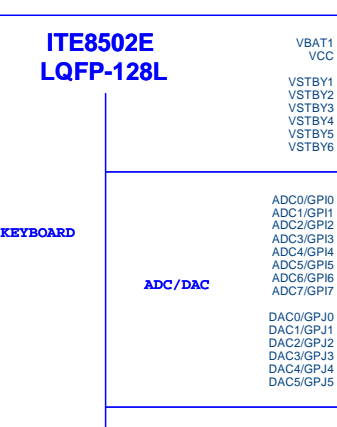 ITE8502E
LQFP-128L
VBAT1
VCC
VSTBY1
VSTBY2
VSTBY3
VSTBY4
VSTBY5
VSTBY6
KEYBOARD
ADC/DAC
ADC0/GPI0
ADC1/GPI1
ADC2/GPI2
ADC3/GPI3
ADC4/GPI4
ADC5/GPI5
ADC6/GPI6
ADC7/GPI7
DAC0/GPJ0
DAC1/GPJ1
DAC2/GPJ2
DAC3/GPJ3
DAC4/GPJ4
DAC5/GPJ5